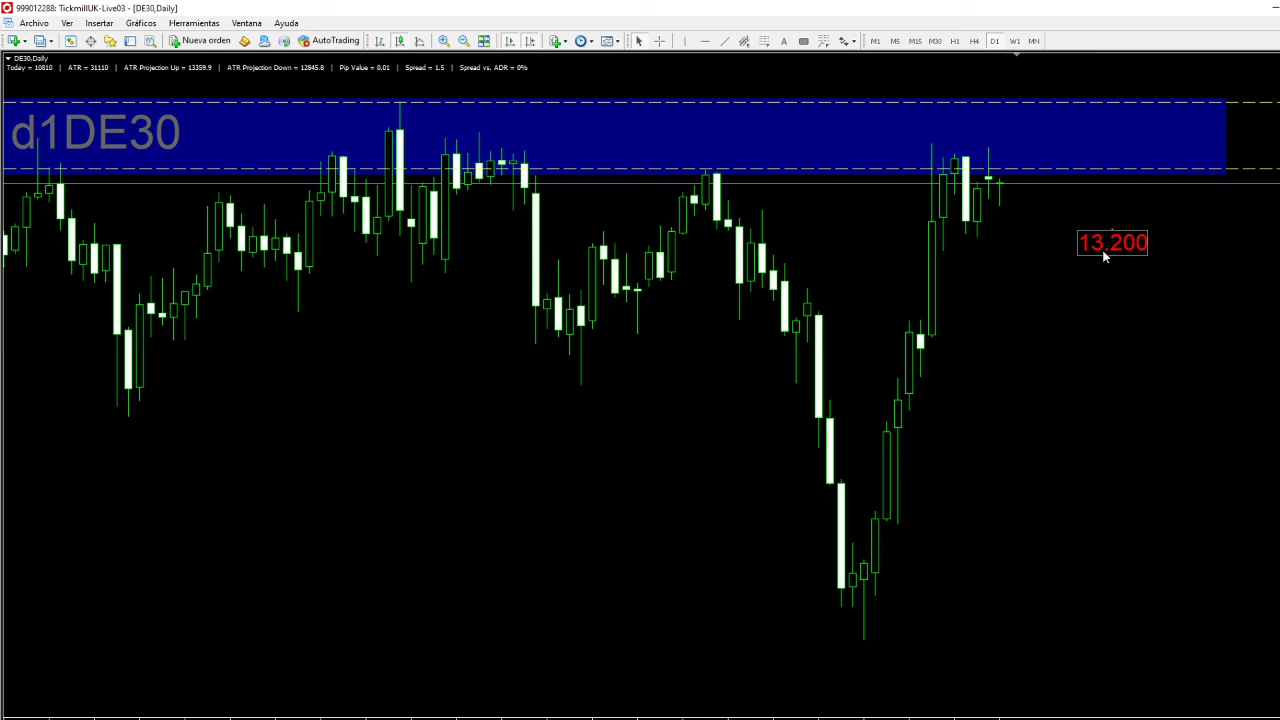 999012288: TickmillUK-Live03 - [DE30,Daily]
Archivo Ver Insertar Gráficos Herramientas Ventana Ayuda
Nueva orden AutoTrading A M1 M5 M15 M30 H1 H4 D1 W1 MN
DE30,Daily
Today = 10810 | ATR = 31110 | ATR Projection Up = 13359.9 | ATR Projection Down = 12845.8 | Pip Value = 0.01 | Spread = 1.5 | Spread vs. ADR = 0%
d1DE30
13.200